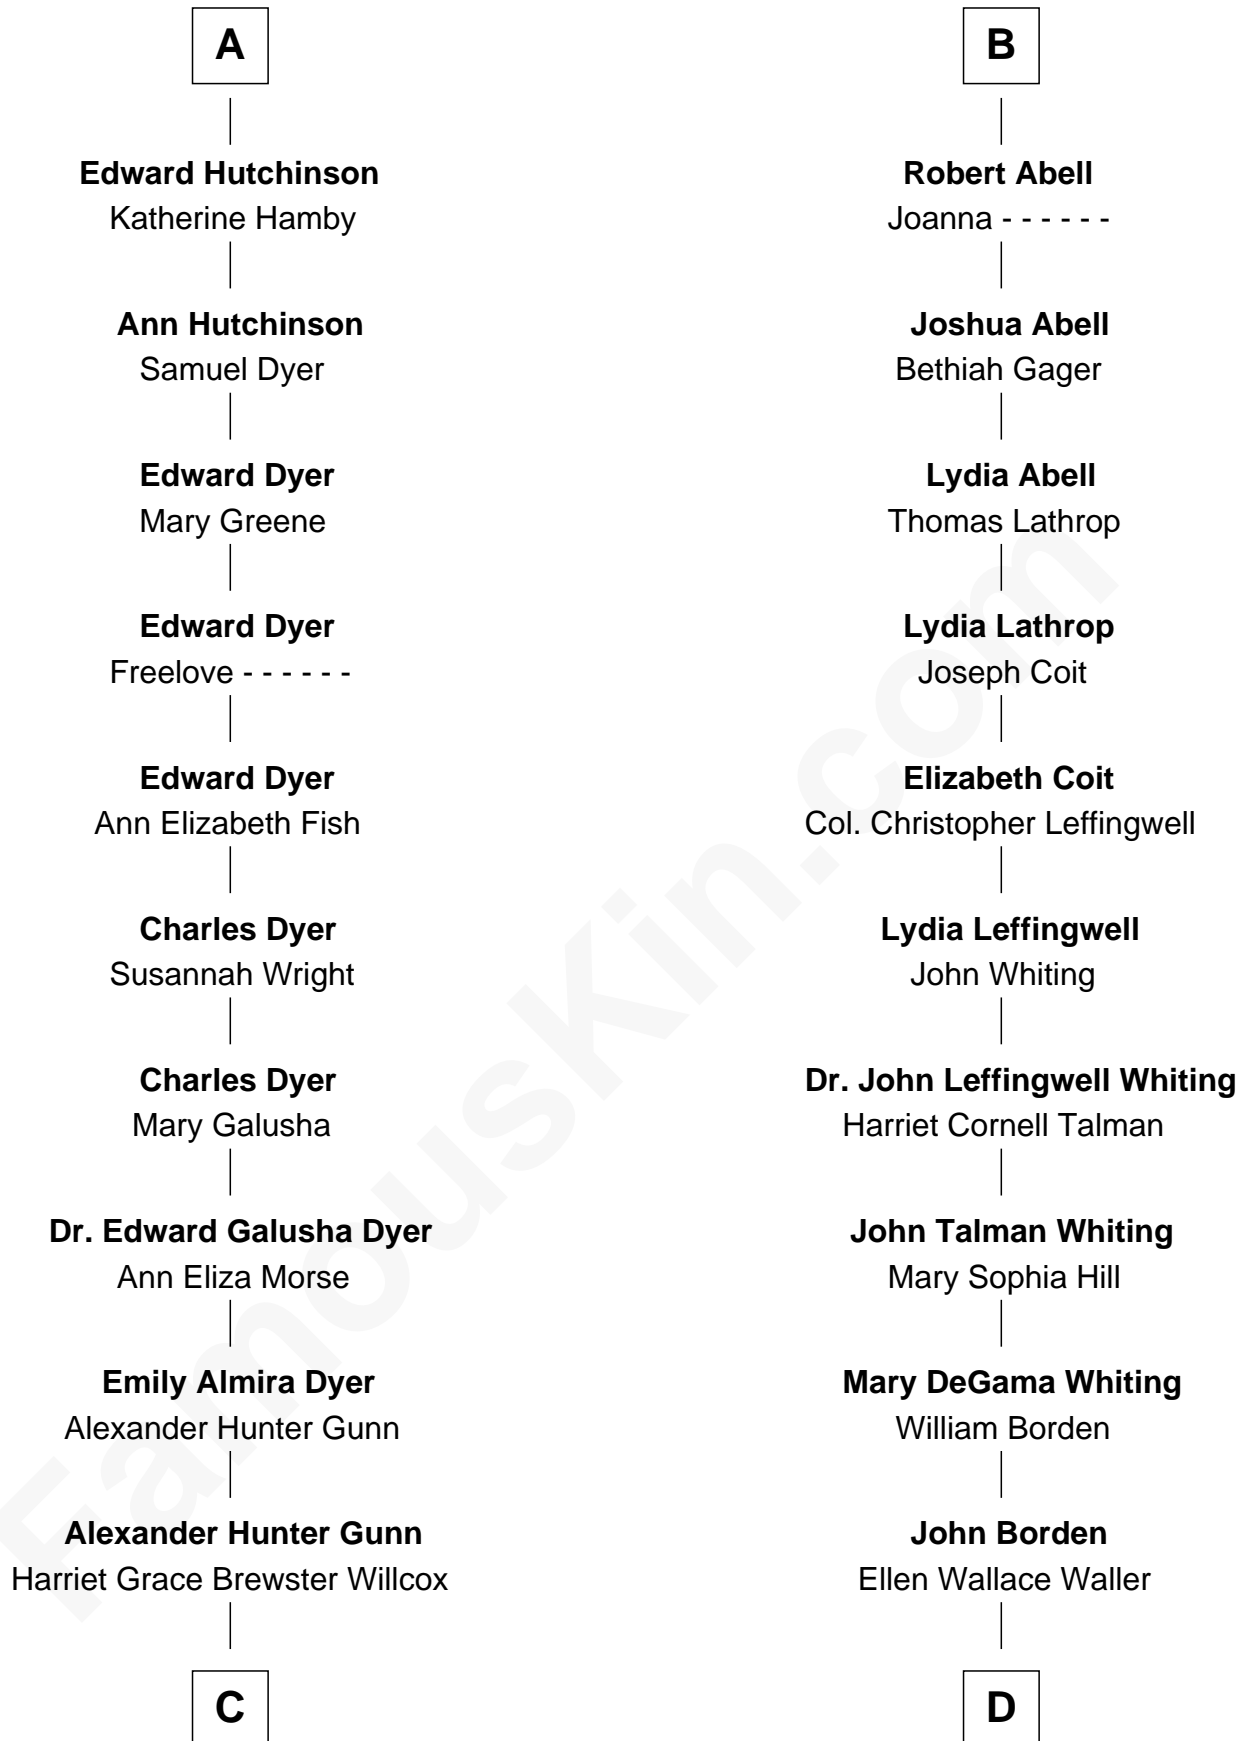 A
Edward Hutchinson
Katherine Hamby
Ann Hutchinson
Samuel Dyer
Edward Dyer
Mary Greene
Edward Dyer
Freelove - - - - - -
Edward Dyer
Ann Elizabeth Fish
Charles Dyer
Susannah Wright
Charles Dyer
Mary Galusha
Dr. Edward Galusha Dyer
Ann Eliza Morse
Emily Almira Dyer
Alexander Hunter Gunn
Alexander Hunter Gunn
Harriet Grace Brewster Willcox
C
B
Robert Abell
Joanna - - - - - -
Joshua Abell
Bethiah Gager
Lydia Abell
Thomas Lathrop
Lydia Lathrop
Joseph Coit
Elizabeth Coit
Col. Christopher Leffingwell
Lydia Leffingwell
John Whiting
Dr. John Leffingwell Whiting
Harriet Cornell Talman
John Talman Whiting
Mary Sophia Hill
Mary DeGama Whiting
William Borden
John Borden
Ellen Wallace Waller
D
FamousKin.com